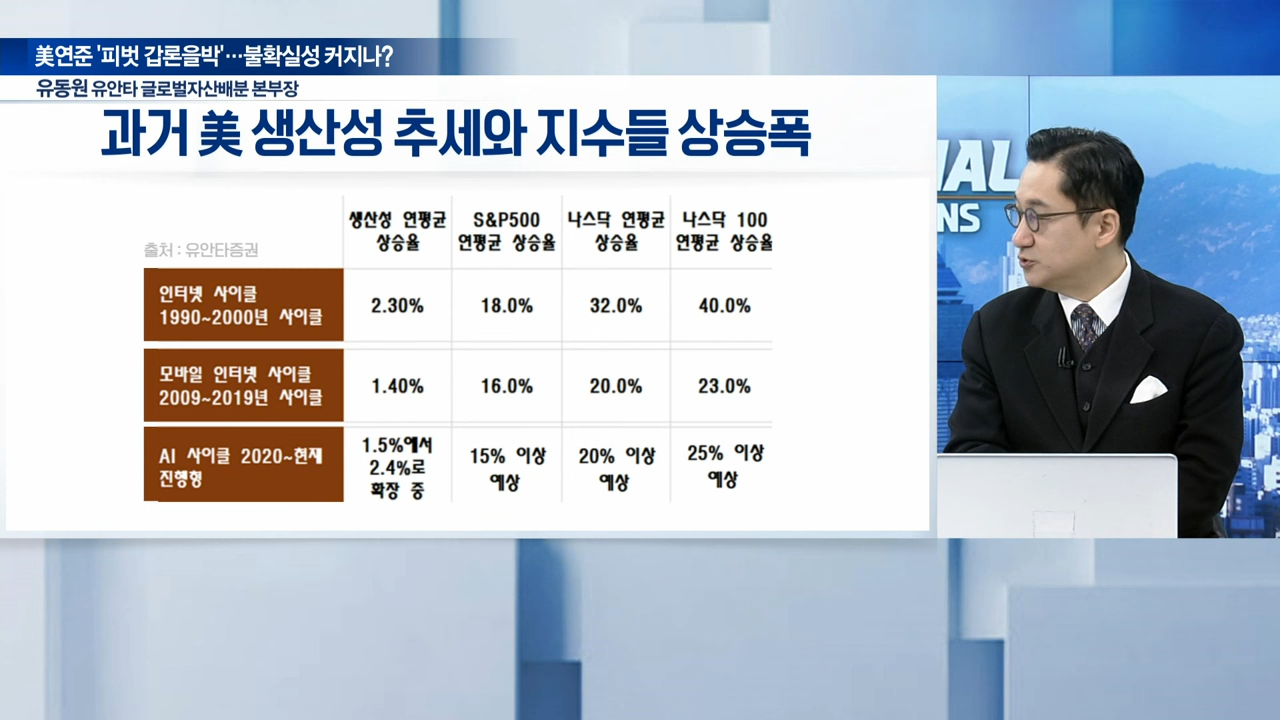 美연준 '피벗 갑론을박'…불확실성 커지나?
유동원 유안타 글로벌자산배분 본부장
과거 美 생산성 추세와 지수들 상승폭
출처 : 유안타증권
생산성 연평균
상승율
S&P500
연평균 상승율
나스닥 연평균
상승율
나스닥 100
연평균 상승율
인터넷 사이클
1990~2000년 사이클
2.30%
18.0%
32.0%
40.0%
모바일 인터넷 사이클
2009~2019년 사이클
1.40%
16.0%
20.0%
23.0%
AI 사이클 2020~현재
진행형
1.5%에서
2.4%로
확장 중
15% 이상
예상
20% 이상
예상
25% 이상
예상
IAL
NS